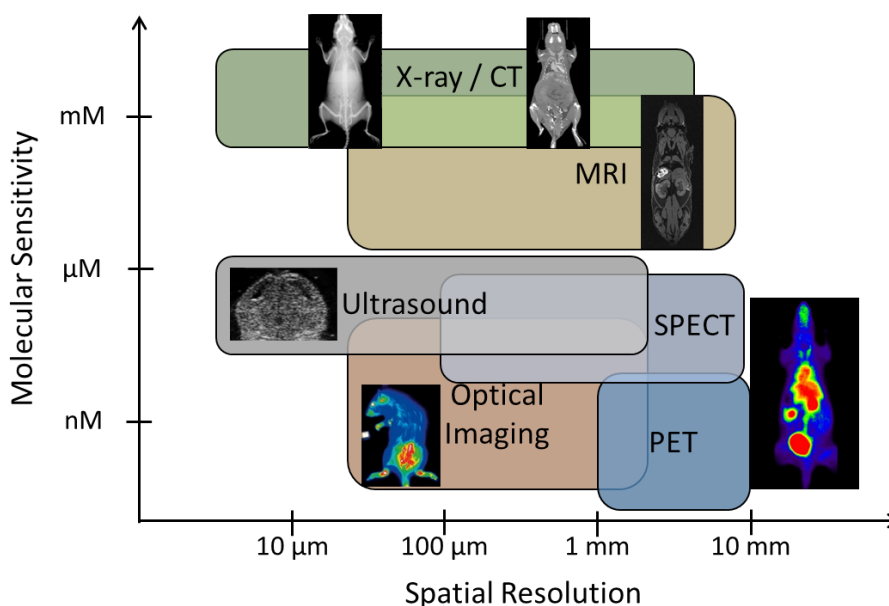 X-ray / CT
mM
MRI
Molecular Sensitivity
µM
Ultrasound
SPECT
Optical
Imaging
nM
PET
10 µm
100 µm
1 mm
10 mm
Spatial Resolution